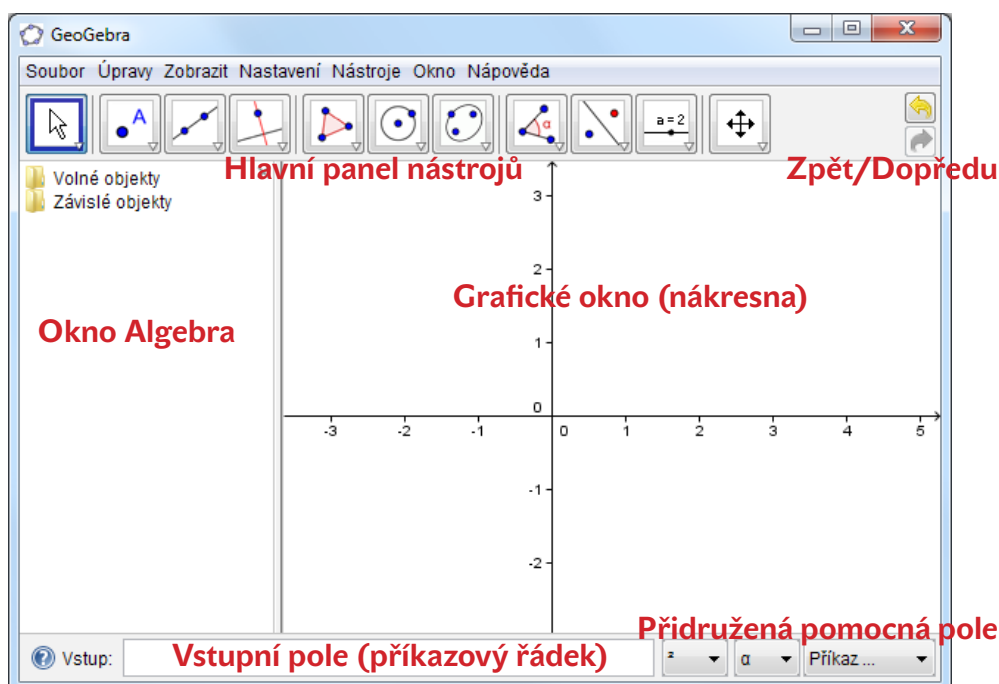 GeoGebra
Soubor Úpravy Zobrazit Nastavení Nástroje Okno Nápověda
A
α
a = 2
Hlavní panel nástrojů
Zpět/Dopředu
Volné objekty
Závislé objekty
3
2
Grafické okno (nákresna)
Okno Algebra
1
0
-3 -2 -1 0 1 2 3 4 5
-1
-2
Přidružená pomocná pole
Vstup: Vstupní pole (příkazový řádek) ² α Příkaz ...